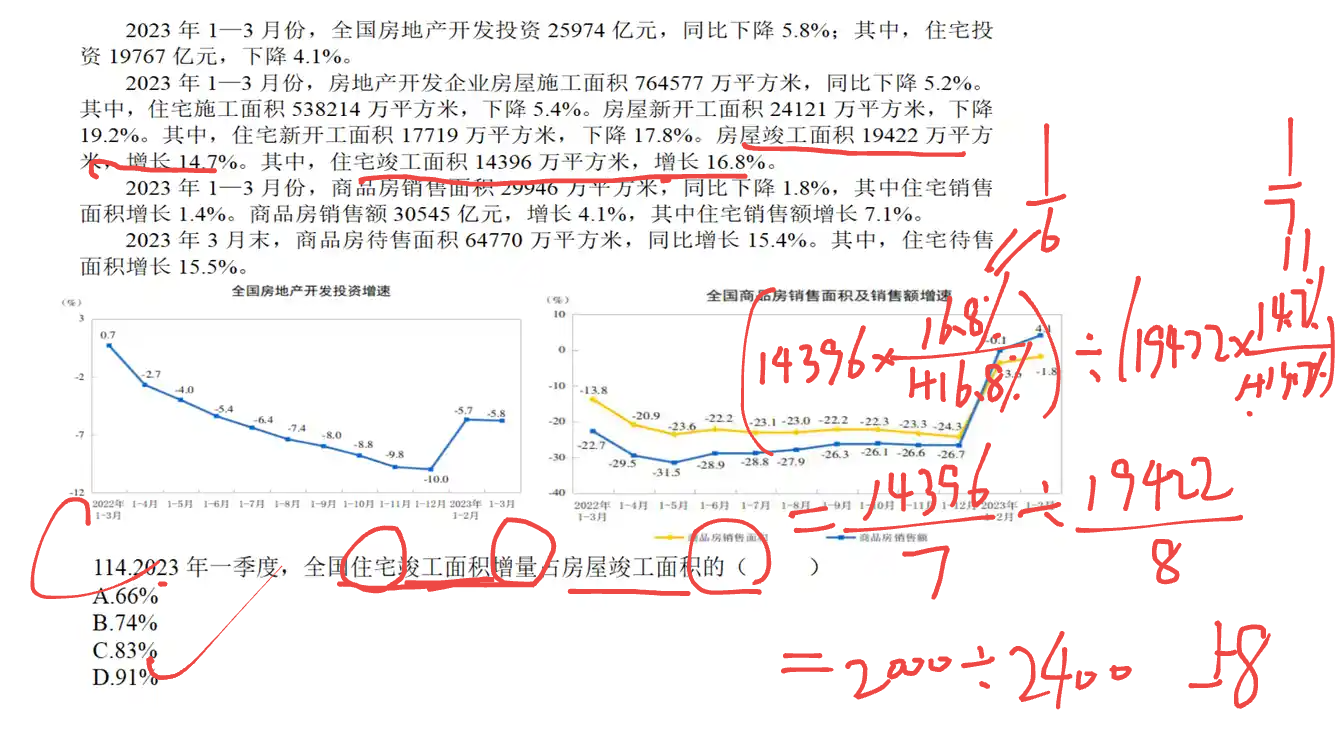 2023 年 1—3 月份，全国房地产开发投资 25974 亿元，同比下降 5.8%；其中，住宅投
资 19767 亿元，下降 4.1%。
2023 年 1—3 月份，房地产开发企业房屋施工面积 764577 万平方米，同比下降 5.2%。
其中，住宅施工面积 538214 万平方米，下降 5.4%。房屋新开工面积 24121 万平方米，下降
19.2%。其中，住宅新开工面积 17719 万平方米，下降 17.8%。房屋竣工面积 19422 万平方
米，增长 14.7%。其中，住宅竣工面积 14396 万平方米，增长 16.8%。
2023 年 1—3 月份，商品房销售面积 29946 万平方米，同比下降 1.8%，其中住宅销售
面积增长 1.4%。商品房销售额 30545 亿元，增长 4.1%，其中住宅销售额增长 7.1%。
2023 年 3 月末，商品房待售面积 64770 万平方米，同比增长 15.4%。其中，住宅待售
面积增长 15.5%。
1/6
1/7
全国房地产开发投资增速
（%）
3
-2
-7
-12
0.7
-2.7
-4.0
-5.4
-6.4
-7.4
-8.0
-8.8
-9.8
-10.0
-5.7
-5.8
2022年 1-3月
1-4月
1-5月
1-6月
1-7月
1-8月
1-9月
1-10月
1-11月
1-12月
2023年 1-2月
1-3月
全国商品房销售面积及销售额增速
（%）
10
0
-10
-20
-30
-40
-13.8
-20.9
-23.6
-22.2
-23.1
-23.0
-22.2
-22.3
-23.3
-24.3
-1.8
-22.7
-29.5
-31.5
-28.9
-28.8
-27.9
-26.3
-26.1
-26.6
-26.7
-0.1
4.1
2022年 1-3月
1-4月
1-5月
1-6月
1-7月
1-8月
1-9月
1-10月
1-11月
1-12月
2023年 1-2月
1-3月
商品房销售面积
商品房销售额
(14396×16.8%/1+16.8%)÷(19422×14.7%/1+14.7%)
=14396/7÷19422/8
=2000÷2400
114.2023 年一季度，全国住宅竣工面积增量占房屋竣工面积的（ ）
A.66%
B.74%
C.83%
D.91%